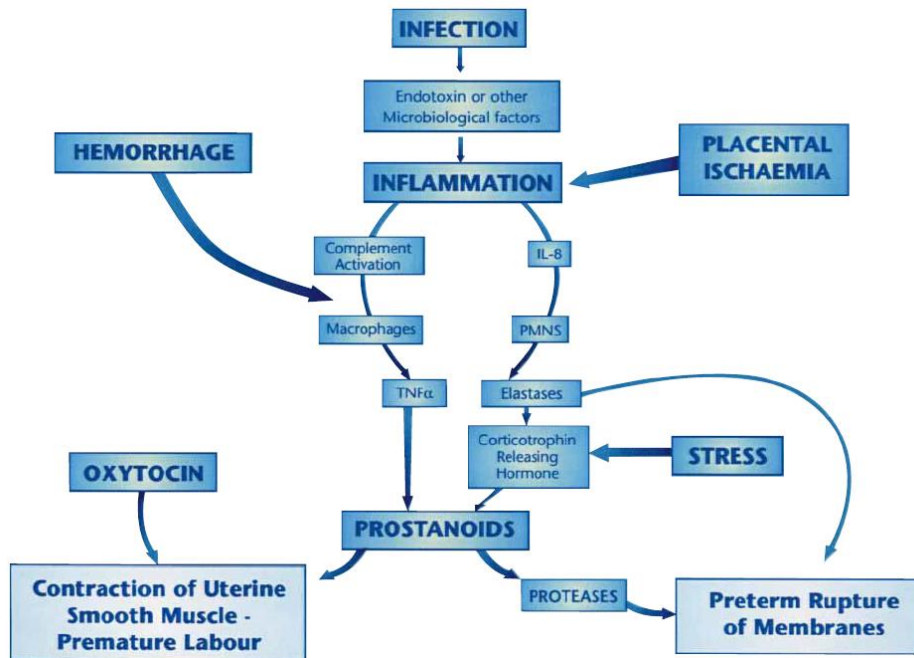 INFECTION
Endotoxin or other
Microbiological factors
HEMORRHAGE
PLACENTAL
ISCHAEMIA
INFLAMMATION
Complement
Activation
IL-8
Macrophages
PMNS
TNFα
Elastases
Corticotrophin
Releasing
Hormone
STRESS
OXYTOCIN
PROSTANOIDS
Contraction of Uterine
Smooth Muscle -
Premature Labour
PROTEASES
Preterm Rupture
of Membranes